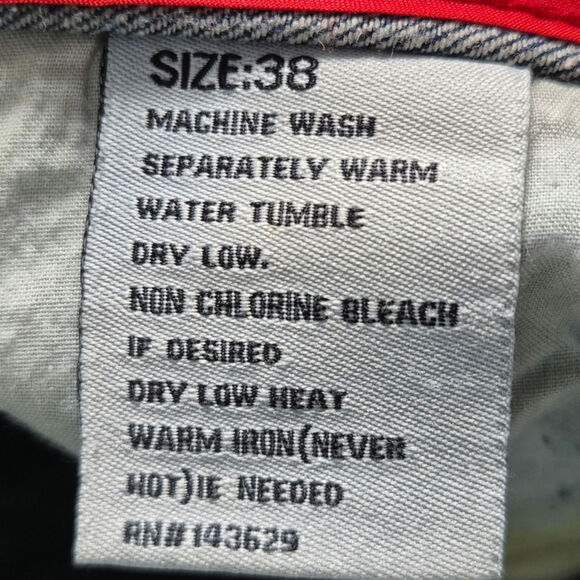 SIZE:38
MACHINE WASH
SEPARATELY WARM
WATER TUMBLE
DRY LOW.
NON CHLORINE BLEACH
IF DESIRED
DRY LOW HEAT
WARM IRON(NEVER
HOT)IE NEEDED
RN#143629